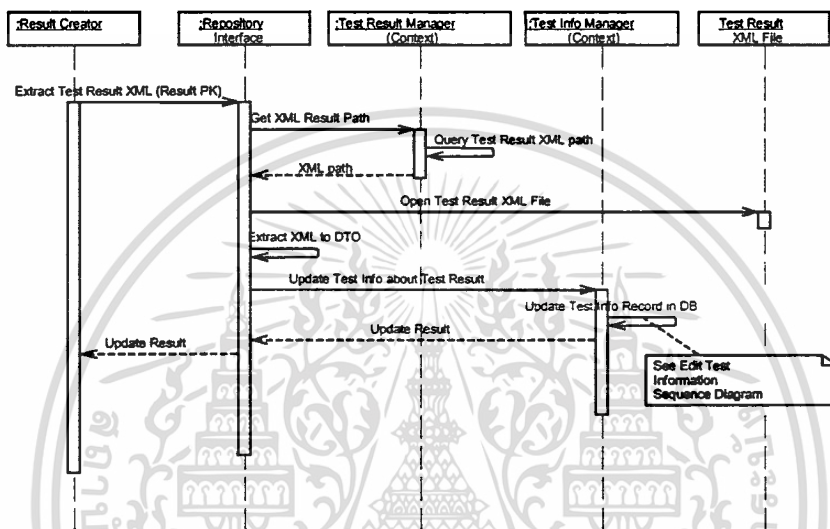 :Result Creator
:Repository
Interface
:Test Result Manager
(Context)
:Test Info Manager
(Context)
Test Result
XML File
Extract Test Result XML (Result PK)
Get XML Result Path
Query Test Result XML path
XML path
Open Test Result XML File
Extract XML to DTO
Update Test Info about Test Result
Update Test Info Record in DB
Update Result
Update Result
See Edit Test
Information
Sequence Diagram